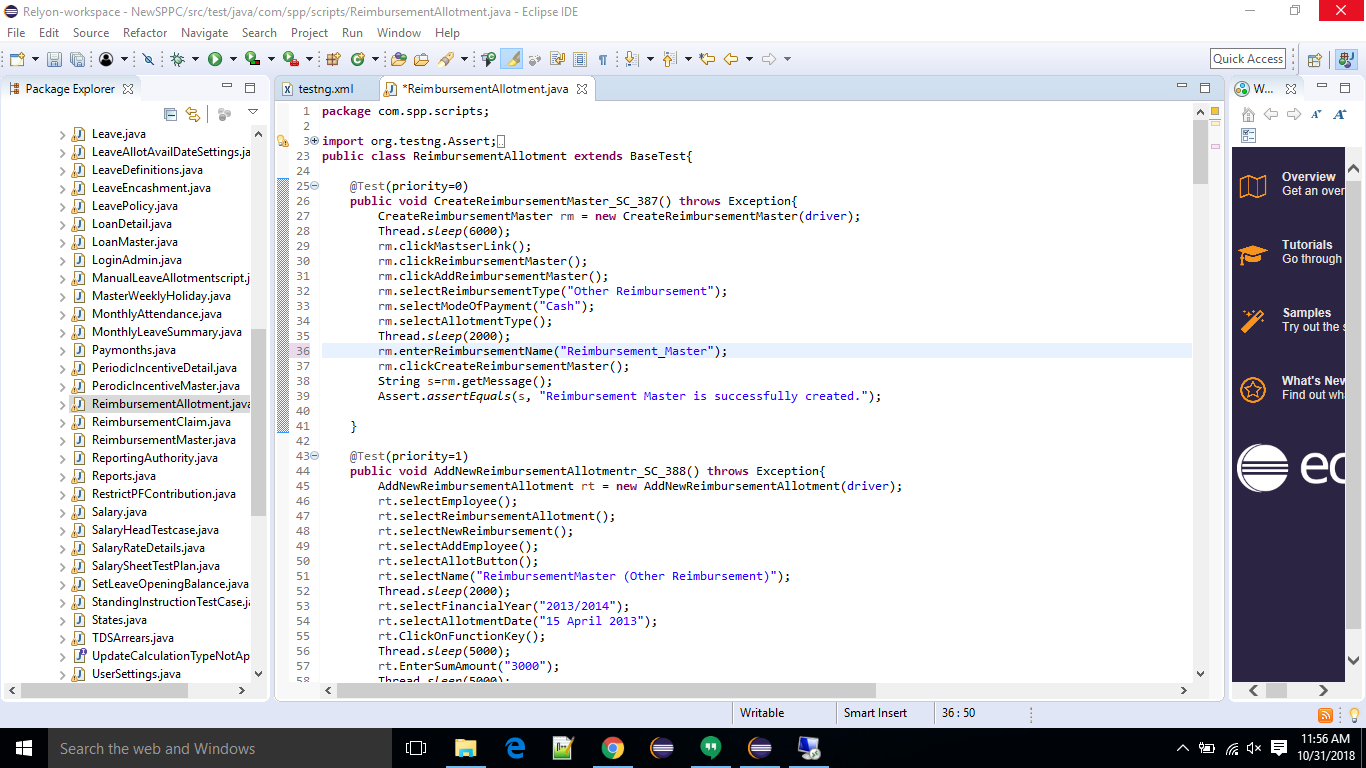 Relyon-workspace - NewSPPC/src/test/java/com/spp/scripts/ReimbursementAllotment.java - Eclipse IDE
File Edit Source Refactor Navigate Search Project Run Window Help
Quick Access
Package Explorer
testng.xml
*ReimbursementAllotment.java
W...
Leave.java
LeaveAllotAvailDateSettings.ja
LeaveDefinitions.java
LeaveEncashment.java
LeavePolicy.java
LoanDetail.java
LoanMaster.java
LoginAdmin.java
ManualLeaveAllotmentscript.j
MasterWeeklyHoliday.java
MonthlyAttendance.java
MonthlyLeaveSummary.java
Paymonths.java
PeriodicIncentiveDetail.java
PerodicIncentiveMaster.java
ReimbursementAllotment.java
ReimbursementClaim.java
ReimbursementMaster.java
ReportingAuthority.java
Reports.java
RestrictPFContribution.java
Salary.java
SalaryHeadTestcase.java
SalaryRateDetails.java
SalarySheetTestPlan.java
SetLeaveOpeningBalance.java
StandingInstructionTestCase.ja
States.java
TDSArrears.java
UpdateCalculationTypeNotAp
UserSettings.java
1 package com.spp.scripts;
2
3 import org.testng.Assert;
23 public class ReimbursementAllotment extends BaseTest{
24
25 @Test(priority=0)
26 public void CreateReimbursementMaster_SC_387() throws Exception{
27 CreateReimbursementMaster rm = new CreateReimbursementMaster(driver);
28 Thread.sleep(6000);
29 rm.clickMastserLink();
30 rm.clickReimbursementMaster();
31 rm.clickAddReimbursementMaster();
32 rm.selectReimbursementType("Other Reimbursement");
33 rm.selectModeOfPayment("Cash");
34 rm.selectAllotmentType();
35 Thread.sleep(2000);
36 rm.enterReimbursementName("Reimbursement_Master");
37 rm.clickCreateReimbursementMaster();
38 String s=rm.getMessage();
39 Assert.assertEquals(s, "Reimbursement Master is successfully created.");
40
41 }
42
43 @Test(priority=1)
44 public void AddNewReimbursementAllotmentr_SC_388() throws Exception{
45 AddNewReimbursementAllotment rt = new AddNewReimbursementAllotment(driver);
46 rt.selectEmployee();
47 rt.selectReimbursementAllotment();
48 rt.selectNewReimbursement();
49 rt.selectAddEmployee();
50 rt.selectAllotButton();
51 rt.selectName("ReimbursementMaster (Other Reimbursement)");
52 Thread.sleep(2000);
53 rt.selectFinancialYear("2013/2014");
54 rt.selectAllotmentDate("15 April 2013");
55 rt.ClickOnFunctionKey();
56 Thread.sleep(5000);
57 rt.EnterSumAmount("3000");
58 Thread.sleep(5000);
Overview
Get an over
Tutorials
Go through
Samples
Try out the s
What's New
Find out wha
ec
Writable
Smart Insert
36 : 50
Search the web and Windows
11:56 AM
10/31/2018